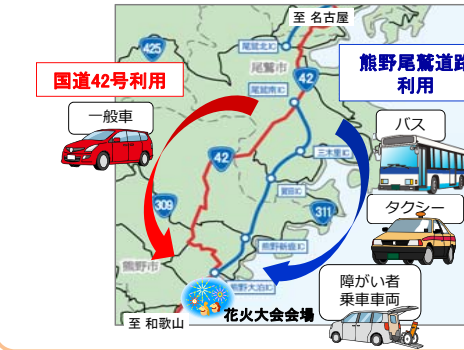 至 名古屋
尾鷲北IC
425
尾鷲市
42
熊野尾鷲道路
利用
国道42号利用
尾鷲南IC
一般車
バス
42
三木里IC
賀田IC
タクシー
309
311
熊野新鹿IC
熊野市
熊野大泊IC
障がい者
乗車車両
花火大会会場
至 和歌山